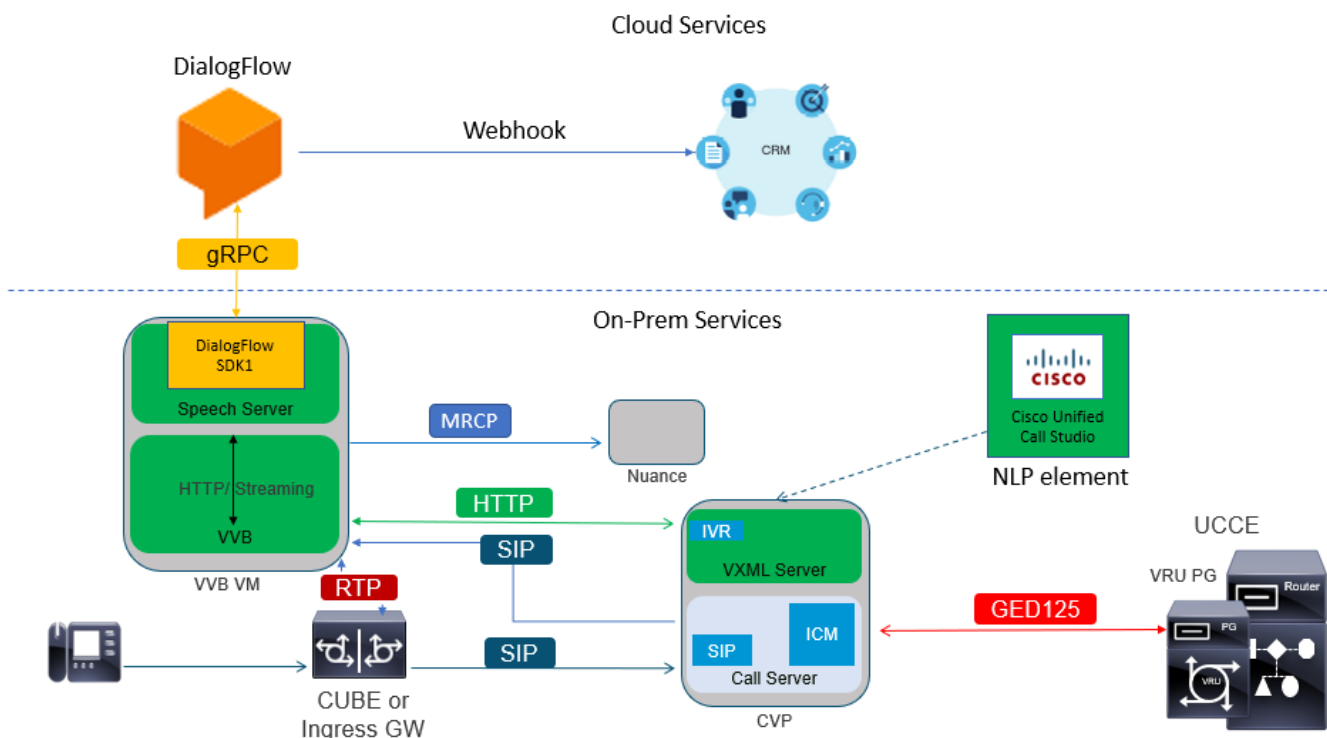 Cloud Services
DialogFlow
Webhook
CRM
gRPC
On-Prem Services
DialogFlow
SDK1
Speech Server
HTTP/ Streaming
VVB
VVB VM
MRCP
Nuance
CISCO
Cisco Unified
Call Studio
NLP element
HTTP
SIP
IVR
VXML Server
ICM
SIP
Call Server
CVP
RTP
SIP
CUBE or
Ingress GW
GED125
UCCE
VRU PG
Router
PG
VRU